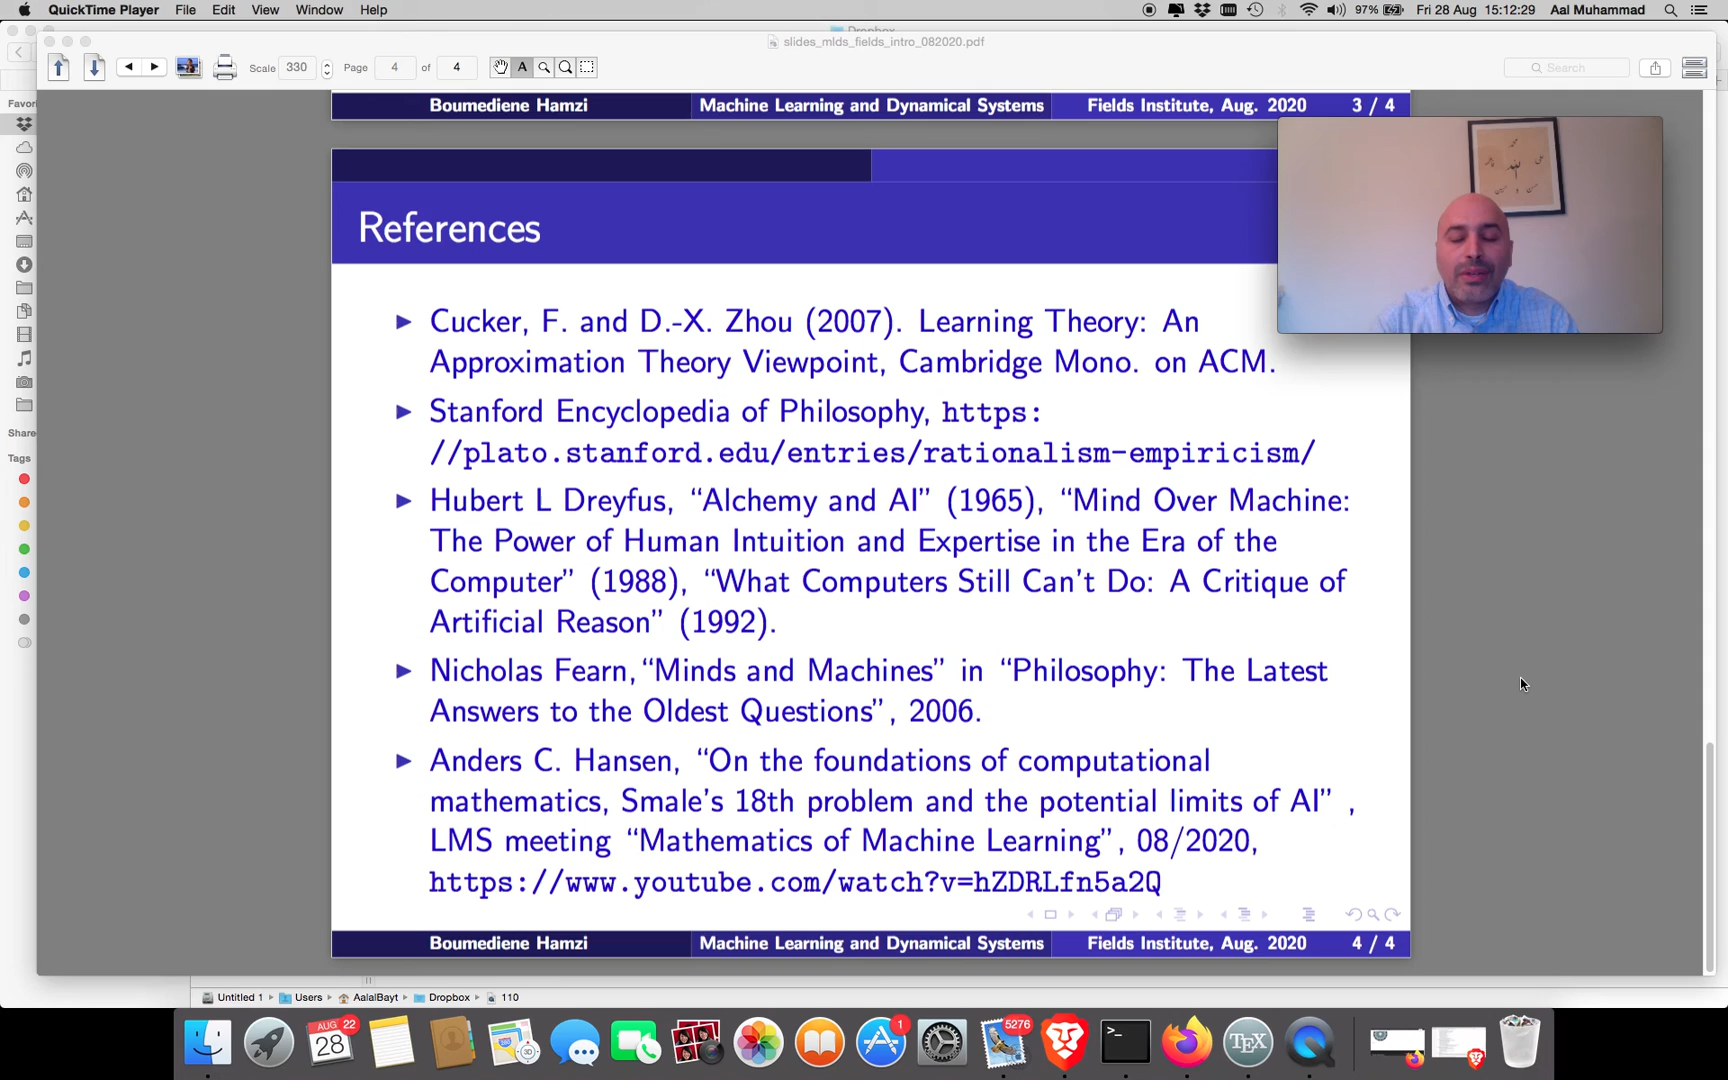 QuickTime Player File Edit View Window Help 97% Fri 28 Aug 15:12:29 Aal Muhammad
Dropbox
slides_mlds_fields_intro_082020.pdf
Scale 330 Page 4 of 4 A Search
Favori
Boumediene Hamzi Machine Learning and Dynamical Systems Fields Institute, Aug. 2020 3 / 4
References
Cucker, F. and D.-X. Zhou (2007). Learning Theory: An
Approximation Theory Viewpoint, Cambridge Mono. on ACM.
Stanford Encyclopedia of Philosophy, https:
//plato.stanford.edu/entries/rationalism-empiricism/
Hubert L Dreyfus, “Alchemy and AI” (1965), “Mind Over Machine:
The Power of Human Intuition and Expertise in the Era of the
Computer” (1988), “What Computers Still Can’t Do: A Critique of
Artificial Reason” (1992).
Nicholas Fearn,“Minds and Machines” in “Philosophy: The Latest
Answers to the Oldest Questions”, 2006.
Anders C. Hansen, “On the foundations of computational
mathematics, Smale’s 18th problem and the potential limits of AI” ,
LMS meeting “Mathematics of Machine Learning”, 08/2020,
https://www.youtube.com/watch?v=hZDRLfn5a2Q
Boumediene Hamzi Machine Learning and Dynamical Systems Fields Institute, Aug. 2020 4 / 4
Share
Tags
Untitled 1 Users AalalBayt Dropbox 110
AUG 22
28
1
5276
TEX